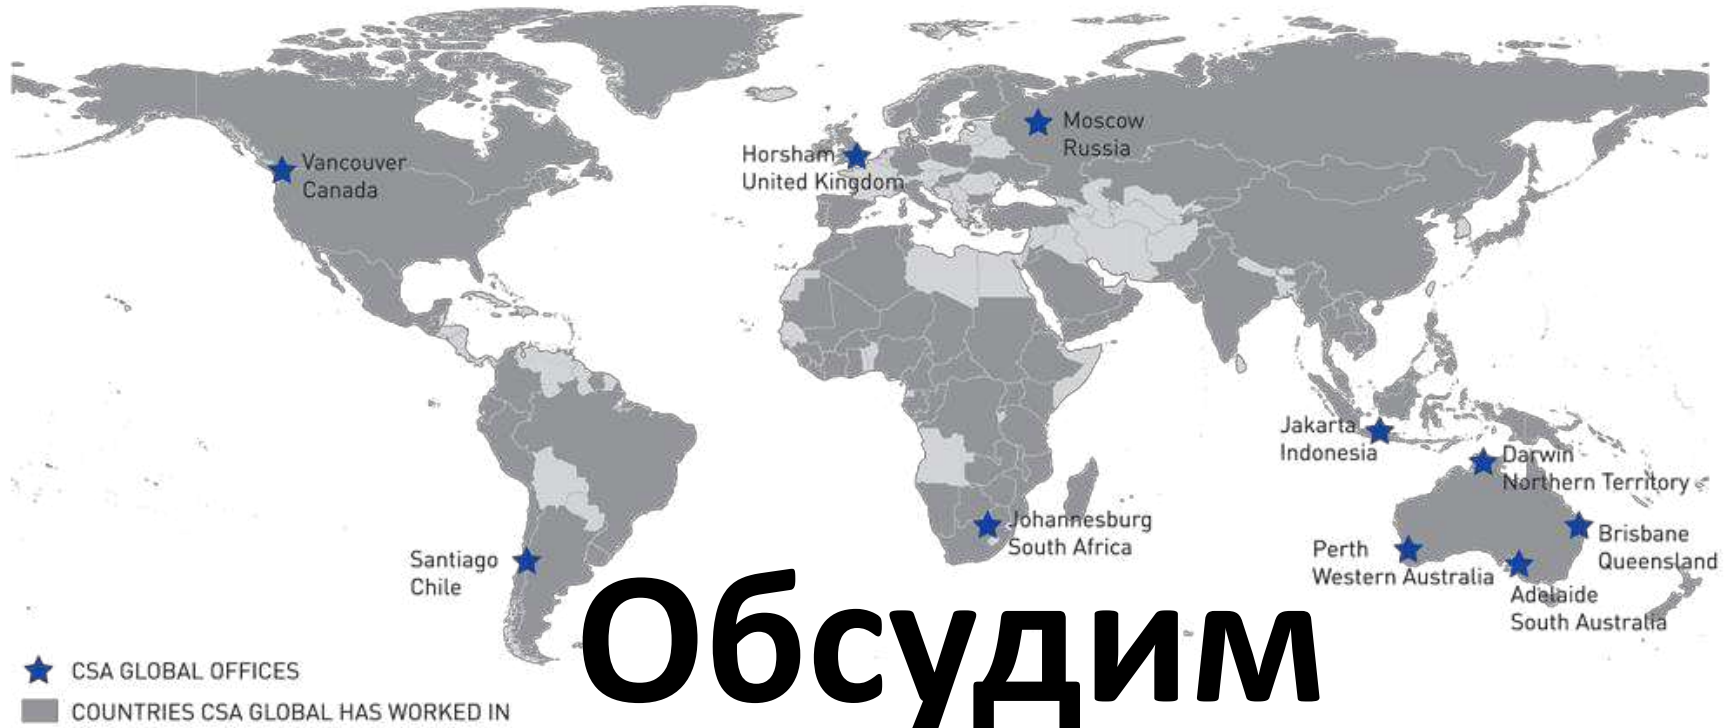 Moscow
Russia
Horsham
United Kingdom
Vancouver
Canada
Jakarta
Indonesia
Darwin
Northern Territory
Johannesburg
South Africa
Brisbane
Queensland
Perth
Western Australia
Santiago
Chile
Adelaide
South Australia
Обсудим
CSA GLOBAL OFFICES
COUNTRIES CSA GLOBAL HAS WORKED IN